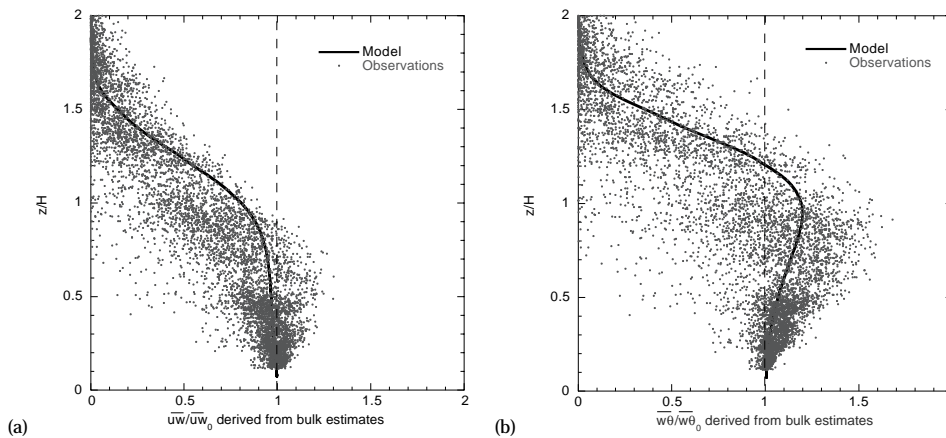 2
1.5
1
0.5
0
z/H
Model
Observations
0 0.5 1 1.5 2
uw/uw0 derived from bulk estimates
(a)
2
1.5
1
0.5
0
z/H
Model
Observations
0 0.5 1 1.5
wθ/wθ0 derived from bulk estimates
(b)